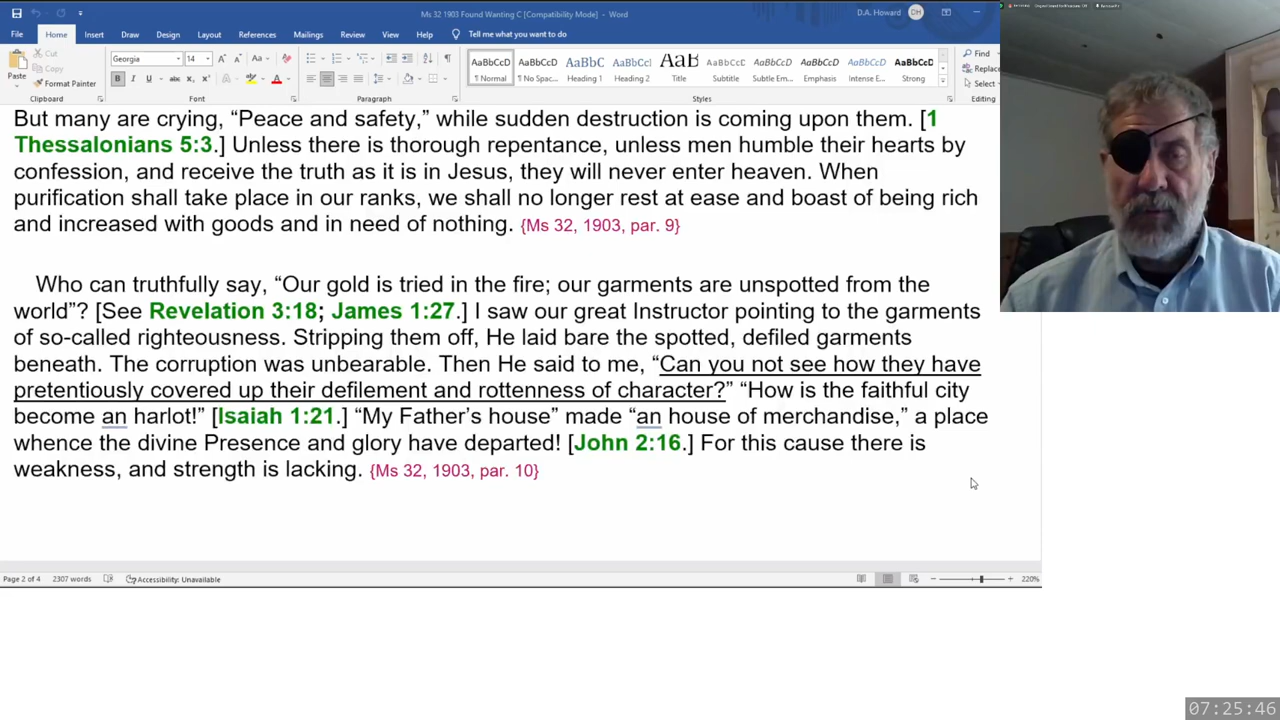 Ms 32 1903 Found Wanting C [Compatibility Mode] - Word
D.A. Howard
DH
File Home Insert Draw Design Layout References Mailings Review View Help Tell me what you want to do
Paste
Cut
Copy
Format Painter
Clipboard
Georgia 14
Font
Paragraph
AaBbCcD AaBbCcD AaBbC AaBbCcC AaB AaBbCcD AaBbCcD AaBbCcD AaBbCcD AaBbCcD
¶ Normal ¶ No Spac... Heading 1 Heading 2 Title Subtitle Subtle Em... Emphasis Intense E... Strong
Styles
Find
Replace
Select
Editing
But many are crying, “Peace and safety,” while sudden destruction is coming upon them. [1
Thessalonians 5:3.] Unless there is thorough repentance, unless men humble their hearts by
confession, and receive the truth as it is in Jesus, they will never enter heaven. When
purification shall take place in our ranks, we shall no longer rest at ease and boast of being rich
and increased with goods and in need of nothing. {Ms 32, 1903, par. 9}
Who can truthfully say, “Our gold is tried in the fire; our garments are unspotted from the
world”? [See Revelation 3:18; James 1:27.] I saw our great Instructor pointing to the garments
of so-called righteousness. Stripping them off, He laid bare the spotted, defiled garments
beneath. The corruption was unbearable. Then He said to me, “Can you not see how they have
pretentiously covered up their defilement and rottenness of character?” “How is the faithful city
become an harlot!” [Isaiah 1:21.] “My Father’s house” made “an house of merchandise,” a place
whence the divine Presence and glory have departed! [John 2:16.] For this cause there is
weakness, and strength is lacking. {Ms 32, 1903, par. 10}
Page 2 of 4 2307 words Accessibility: Unavailable 220%
07:25:46